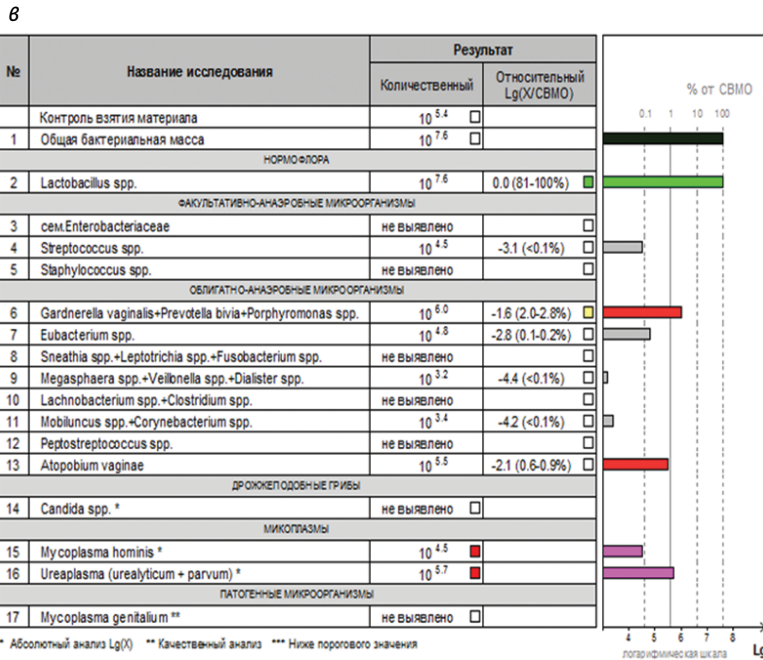 в
№ Название исследования Результат
Количественный Относительный Lg(X/СВМО) % от СВМО
0.1 1 10 100
Контроль взятия материала 10 5.4
1 Общая бактериальная масса 10 7.6
НОРМОФЛОРА
2 Lactobacillus spp. 10 7.6 0.0 (81-100%)
ФАКУЛЬТАТИВНО-АНАЭРОБНЫЕ МИКРООРГАНИЗМЫ
3 сем.Enterobacteriaceae не выявлено
4 Streptococcus spp. 10 4.5 -3.1 (<0.1%)
5 Staphylococcus spp. не выявлено
ОБЛИГАТНО-АНАЭРОБНЫЕ МИКРООРГАНИЗМЫ
6 Gardnerella vaginalis+Prevotella bivia+Porphyromonas spp. 10 6.0 -1.6 (2.0-2.8%)
7 Eubacterium spp. 10 4.8 -2.8 (0.1-0.2%)
8 Sneathia spp.+Leptotrichia spp.+Fusobacterium spp. не выявлено
9 Megasphaera spp.+Veillonella spp.+Dialister spp. 10 3.2 -4.4 (<0.1%)
10 Lachnobacterium spp.+Clostridium spp. не выявлено
11 Mobiluncus spp.+Corynebacterium spp. 10 3.4 -4.2 (<0.1%)
12 Peptostreptococcus spp. не выявлено
13 Atopobium vaginae 10 5.5 -2.1 (0.6-0.9%)
ДРОЖЖЕПОДОБНЫЕ ГРИБЫ
14 Candida spp. * не выявлено
МИКОПЛАЗМЫ
15 Mycoplasma hominis * 10 4.5
16 Ureaplasma (urealyticum + parvum) * 10 5.7
ПАТОГЕННЫЕ МИКРООРГАНИЗМЫ
17 Mycoplasma genitalium ** не выявлено
4 5 6 7 8 Lg
логарифмическая шкала
* Абсолютный анализ Lg(X) ** Качественный анализ *** Ниже порогового значения